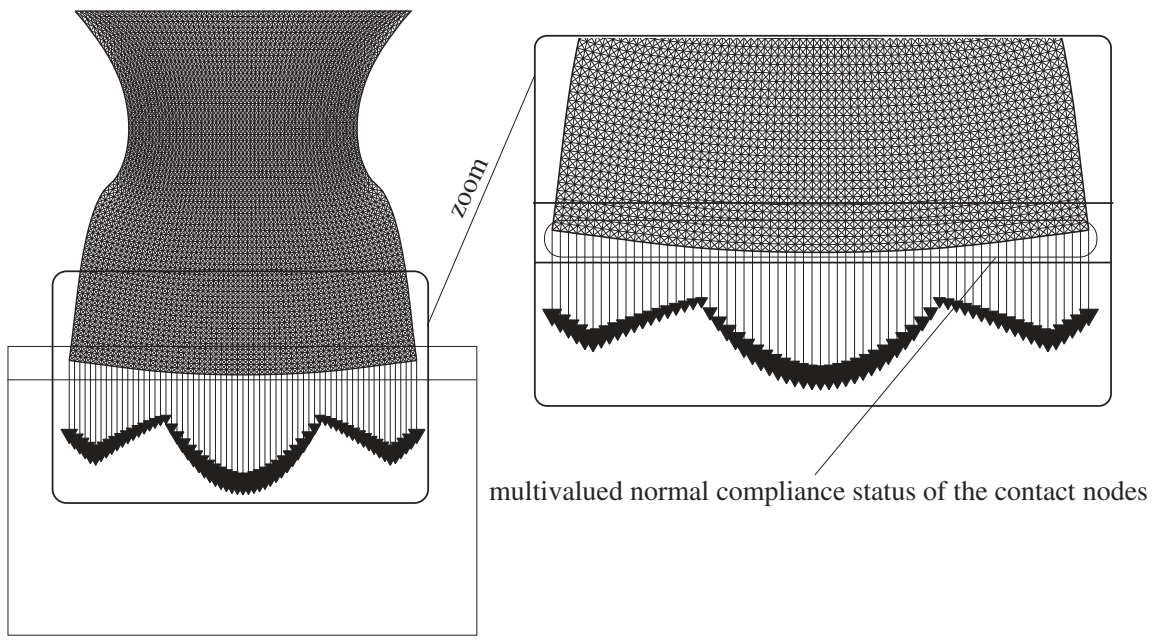 zoom
multivalued normal compliance status of the contact nodes